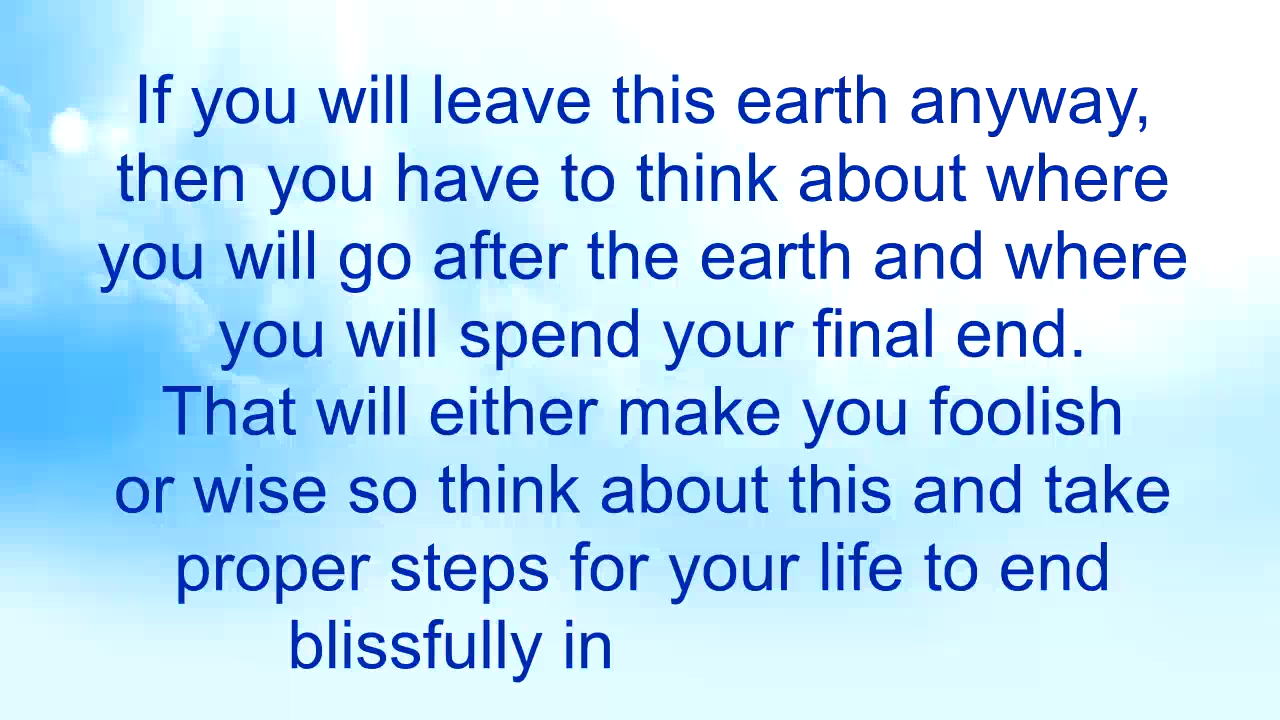 If you will leave this earth anyway,
then you have to think about where
you will go after the earth and where
you will spend your final end.
That will either make you foolish
or wise so think about this and take
proper steps for your life to end
blissfully in